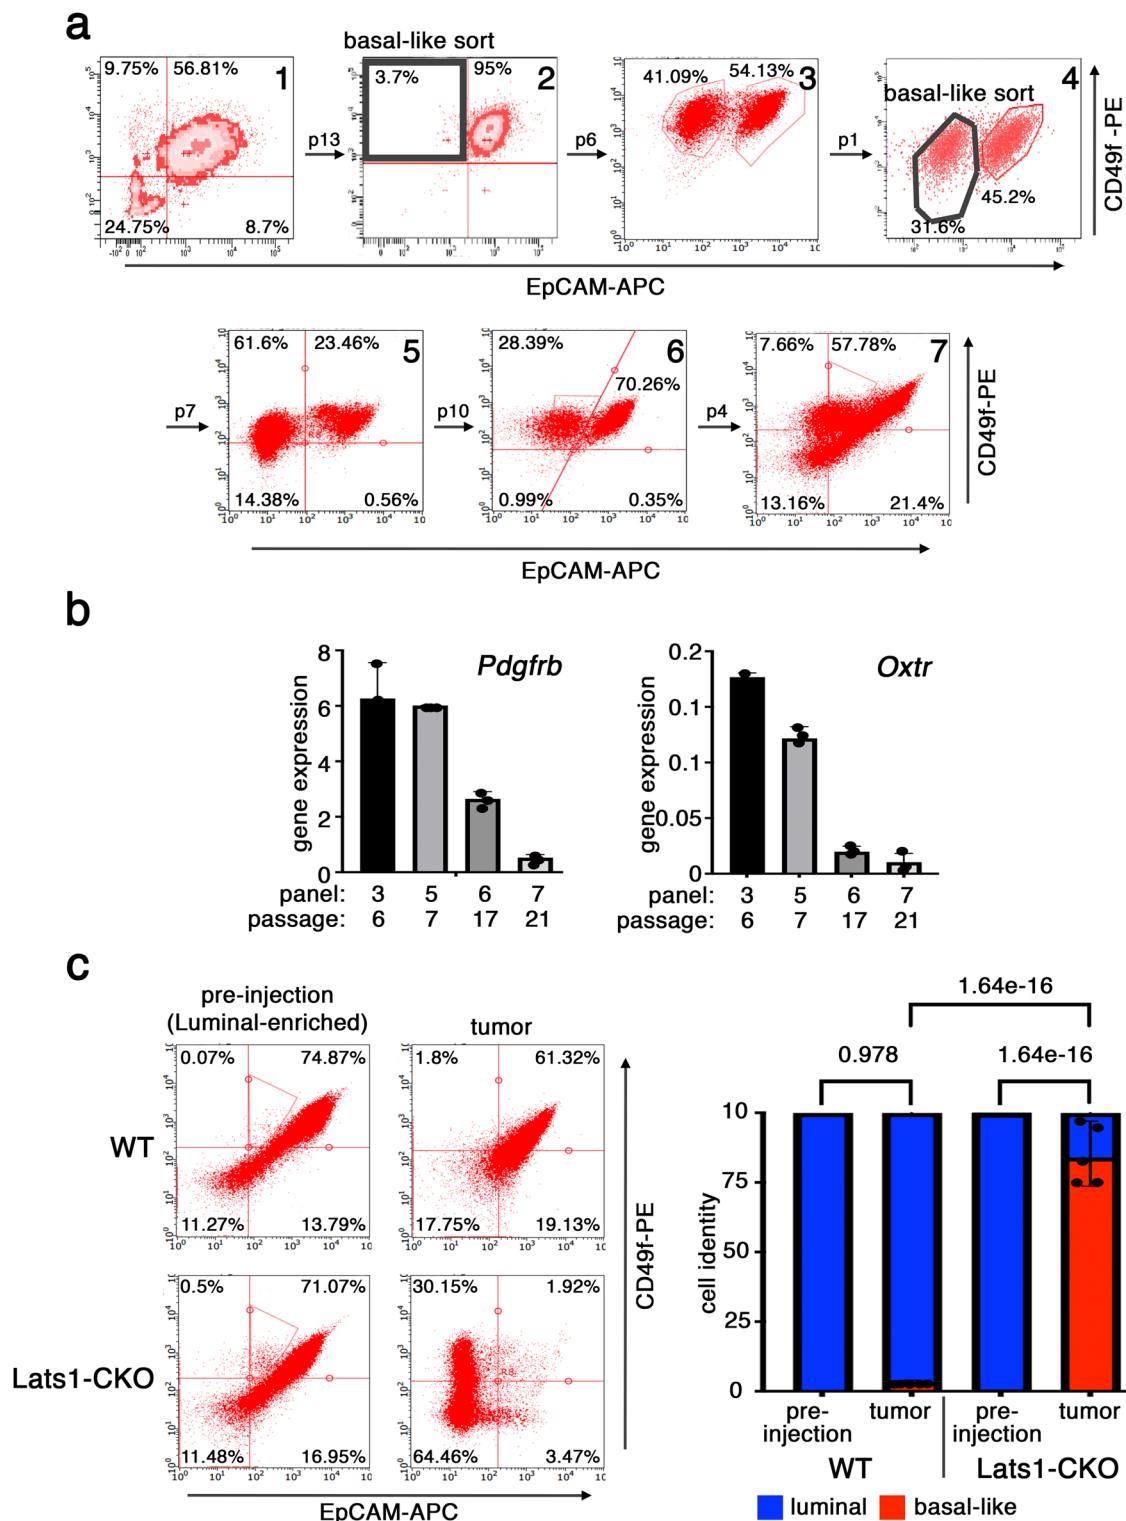 a
basal-like sort
9.75% 56.81% 1
24.75% 8.7%
p13
3.7% 95% 2
p6
41.09% 54.13% 3
p1
4
basal-like sort
45.2%
31.6%
CD49f -PE
EpCAM-APC
p7
61.6% 23.46% 5
14.38% 0.56%
p10
28.39% 6
70.26%
0.99% 0.35%
p4
7.66% 57.78% 7
13.16% 21.4%
CD49f-PE
EpCAM-APC
b
Pdgfrb
gene expression
8
6
4
2
0
panel: 3 5 6 7
passage: 6 7 17 21
Oxtr
gene expression
0.2
0.1
0.1
0.05
0
3 5 6 7
6 7 17 21
c
pre-injection
(Luminal-enriched)
tumor
WT
0.07% 74.87%
11.27% 13.79%
1.8% 61.32%
17.75% 19.13%
Lats1-CKO
0.5% 71.07%
11.48% 16.95%
30.15% 1.92%
64.46% 3.47%
CD49f-PE
EpCAM-APC
1.64e-16
0.978 1.64e-16
cell identity
10
75
50
25
0
pre-
injection
tumor
pre-
injection
tumor
WT Lats1-CKO
luminal basal-like